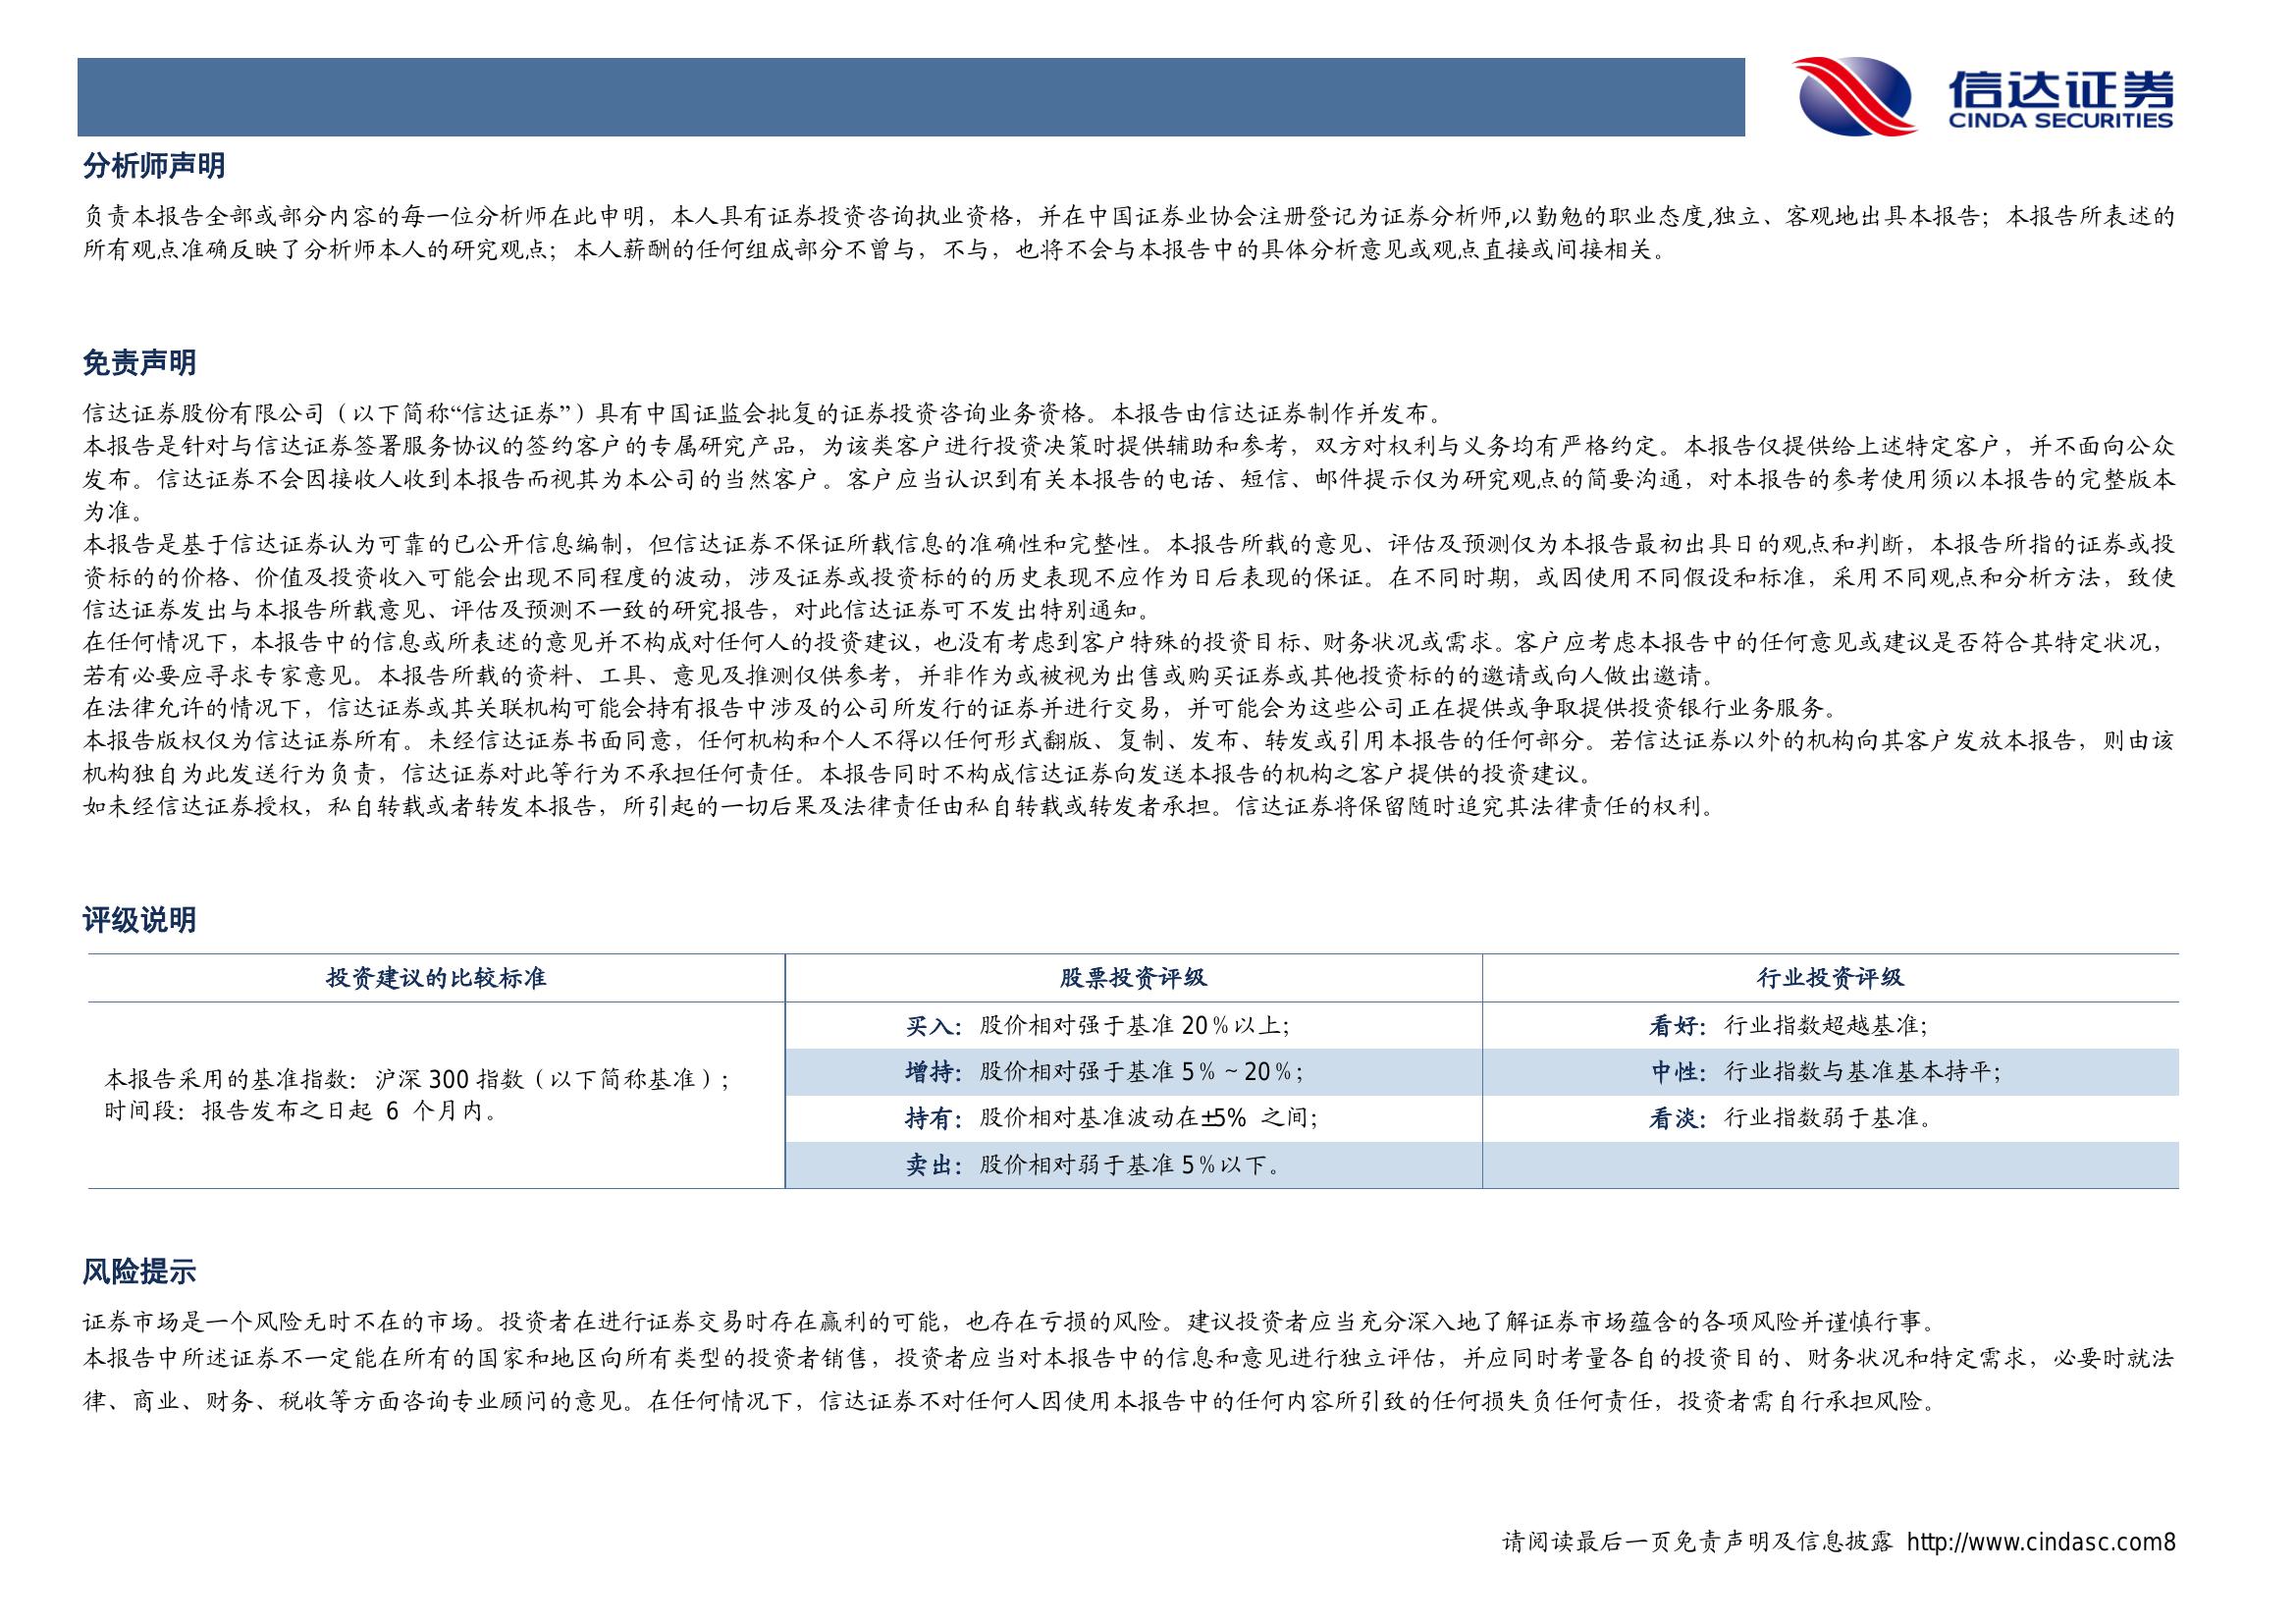 信达证券
CINDA SECURITIES
分析师声明
负责本报告全部或部分内容的每一位分析师在此申明，本人具有证券投资咨询执业资格，并在中国证券业协会注册登记为证券分析师,以勤勉的职业态度,独立、客观地出具本报告；本报告所表述的
所有观点准确反映了分析师本人的研究观点；本人薪酬的任何组成部分不曾与，不与，也将不会与本报告中的具体分析意见或观点直接或间接相关。
免责声明
信达证券股份有限公司（以下简称“信达证券”）具有中国证监会批复的证券投资咨询业务资格。本报告由信达证券制作并发布。
本报告是针对与信达证券签署服务协议的签约客户的专属研究产品，为该类客户进行投资决策时提供辅助和参考，双方对权利与义务均有严格约定。本报告仅提供给上述特定客户，并不面向公众
发布。信达证券不会因接收人收到本报告而视其为本公司的当然客户。客户应当认识到有关本报告的电话、短信、邮件提示仅为研究观点的简要沟通，对本报告的参考使用须以本报告的完整版本
为准。
本报告是基于信达证券认为可靠的已公开信息编制，但信达证券不保证所载信息的准确性和完整性。本报告所载的意见、评估及预测仅为本报告最初出具日的观点和判断，本报告所指的证券或投
资标的的价格、价值及投资收入可能会出现不同程度的波动，涉及证券或投资标的的历史表现不应作为日后表现的保证。在不同时期，或因使用不同假设和标准，采用不同观点和分析方法，致使
信达证券发出与本报告所载意见、评估及预测不一致的研究报告，对此信达证券可不发出特别通知。
在任何情况下，本报告中的信息或所表述的意见并不构成对任何人的投资建议，也没有考虑到客户特殊的投资目标、财务状况或需求。客户应考虑本报告中的任何意见或建议是否符合其特定状况，
若有必要应寻求专家意见。本报告所载的资料、工具、意见及推测仅供参考，并非作为或被视为出售或购买证券或其他投资标的的邀请或向人做出邀请。
在法律允许的情况下，信达证券或其关联机构可能会持有报告中涉及的公司所发行的证券并进行交易，并可能会为这些公司正在提供或争取提供投资银行业务服务。
本报告版权仅为信达证券所有。未经信达证券书面同意，任何机构和个人不得以任何形式翻版、复制、发布、转发或引用本报告的任何部分。若信达证券以外的机构向其客户发放本报告，则由该
机构独自为此发送行为负责，信达证券对此等行为不承担任何责任。本报告同时不构成信达证券向发送本报告的机构之客户提供的投资建议。
如未经信达证券授权，私自转载或者转发本报告，所引起的一切后果及法律责任由私自转载或转发者承担。信达证券将保留随时追究其法律责任的权利。
评级说明
投资建议的比较标准 股票投资评级 行业投资评级
本报告采用的基准指数：沪深 300 指数（以下简称基准）；
时间段：报告发布之日起 6 个月内。
买入：股价相对强于基准 20％以上；
增持：股价相对强于基准 5％～20％；
持有：股价相对基准波动在±5% 之间；
卖出：股价相对弱于基准 5％以下。
看好：行业指数超越基准；
中性：行业指数与基准基本持平；
看淡：行业指数弱于基准。
风险提示
证券市场是一个风险无时不在的市场。投资者在进行证券交易时存在赢利的可能，也存在亏损的风险。建议投资者应当充分深入地了解证券市场蕴含的各项风险并谨慎行事。
本报告中所述证券不一定能在所有的国家和地区向所有类型的投资者销售，投资者应当对本报告中的信息和意见进行独立评估，并应同时考量各自的投资目的、财务状况和特定需求，必要时就法
律、商业、财务、税收等方面咨询专业顾问的意见。在任何情况下，信达证券不对任何人因使用本报告中的任何内容所引致的任何损失负任何责任，投资者需自行承担风险。
请阅读最后一页免责声明及信息披露 http://www.cindasc.com8